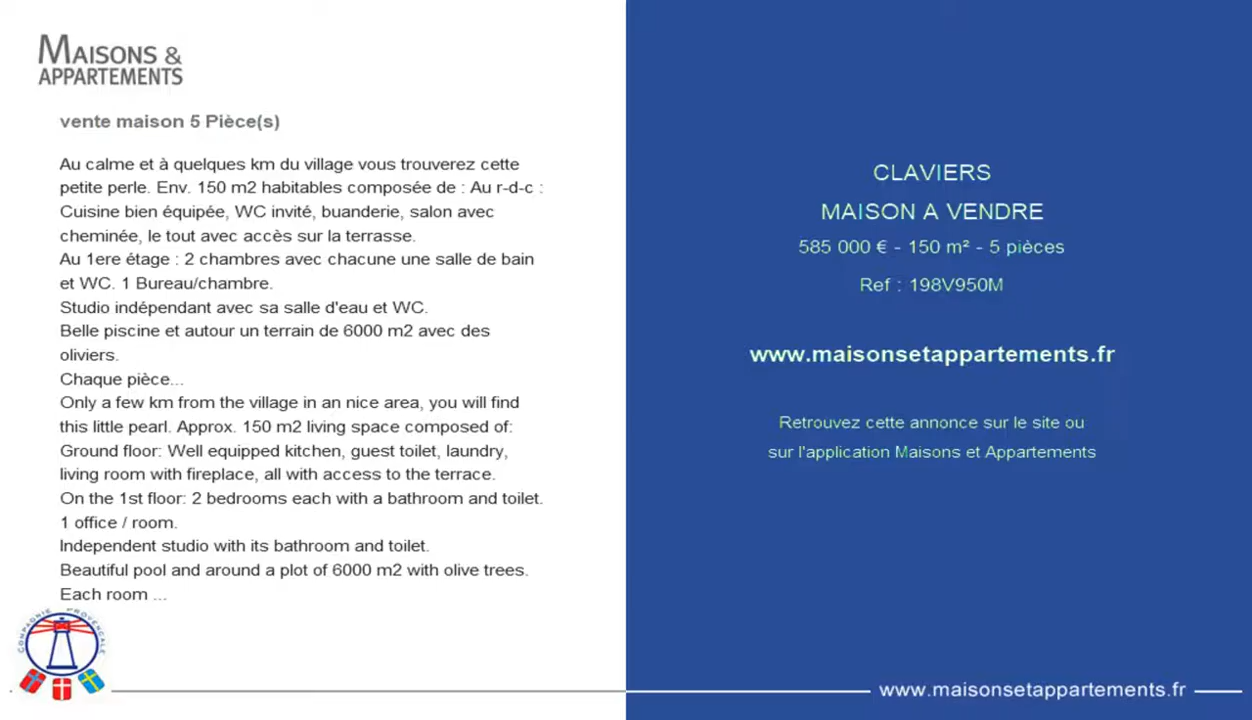 MAISONS &
APPARTEMENTS
vente maison 5 Pièce(s)
Au calme et à quelques km du village vous trouverez cette
petite perle. Env. 150 m2 habitables composée de : Au r-d-c :
Cuisine bien équipée, WC invité, buanderie, salon avec
cheminée, le tout avec accès sur la terrasse.
Au 1ere étage : 2 chambres avec chacune une salle de bain
et WC. 1 Bureau/chambre.
Studio indépendant avec sa salle d'eau et WC.
Belle piscine et autour un terrain de 6000 m2 avec des
oliviers.
Chaque pièce...
Only a few km from the village in an nice area, you will find
this little pearl. Approx. 150 m2 living space composed of:
Ground floor: Well equipped kitchen, guest toilet, laundry,
living room with fireplace, all with access to the terrace.
On the 1st floor: 2 bedrooms each with a bathroom and toilet.
1 office / room.
Independent studio with its bathroom and toilet.
Beautiful pool and around a plot of 6000 m2 with olive trees.
Each room ...
COMPAGNIE PROVENCALE
CLAVIERS
MAISON A VENDRE
585 000 € - 150 m² - 5 pièces
Ref : 198V950M
www.maisonsetappartements.fr
Retrouvez cette annonce sur le site ou
sur l'application Maisons et Appartements
www.maisonsetappartements.fr